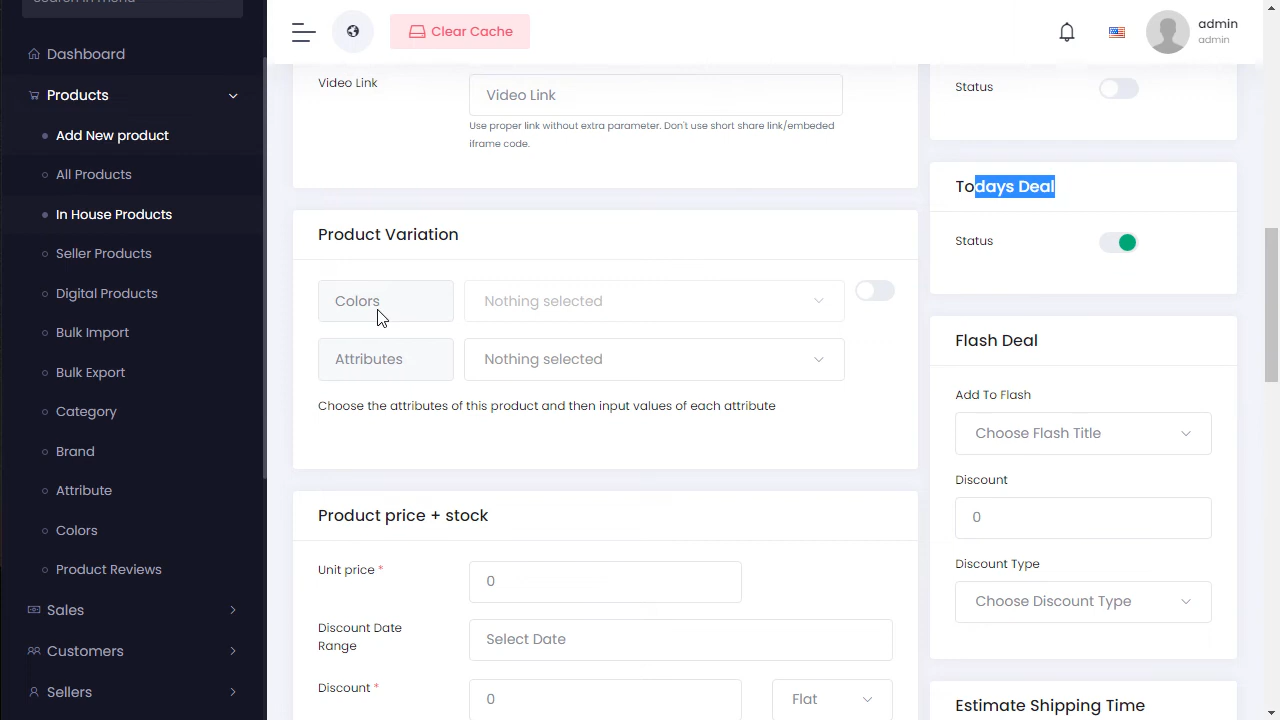 Search in menu
Dashboard
Products
Add New product
All Products
In House Products
Seller Products
Digital Products
Bulk Import
Bulk Export
Category
Brand
Attribute
Colors
Product Reviews
Sales
Customers
Sellers
Clear Cache
admin
admin
Video Link
Video Link
Use proper link without extra parameter. Don't use short share link/embeded
iframe code.
Product Variation
Colors
Nothing selected
Attributes
Nothing selected
Choose the attributes of this product and then input values of each attribute
Product price + stock
Unit price *
0
Discount Date
Range
Select Date
Discount *
0
Flat
Status
Todays Deal
Status
Flash Deal
Add To Flash
Choose Flash Title
Discount
0
Discount Type
Choose Discount Type
Estimate Shipping Time